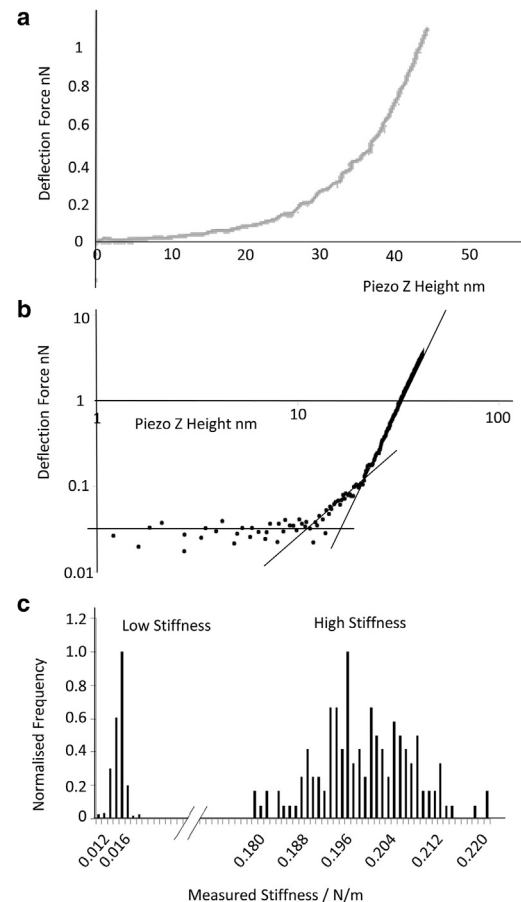 a
Deflection Force nN
1
0.8
0.6
0.4
0.2
0
0 10 20 30 40 50
Piezo Z Height nm
b
Deflection Force nN
10
1
0.1
0.01
1 10 100
Piezo Z Height nm
c
Low Stiffness High Stiffness
Normalised Frequency
1.2
1.0
0.8
0.6
0.4
0.2
0
0.012 0.016 0.180 0.188 0.196 0.204 0.212 0.220
Measured Stiffness / N/m